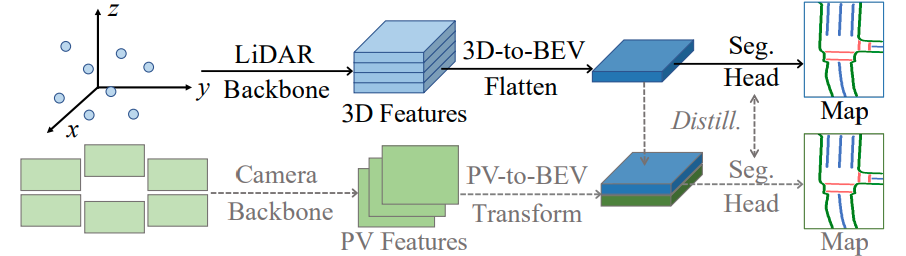 z
y
x
LiDAR
Backbone
3D Features
3D-to-BEV
Flatten
Seg.
Head
Map
Distill.
Camera
Backbone
PV Features
PV-to-BEV
Transform
Seg.
Head
Map